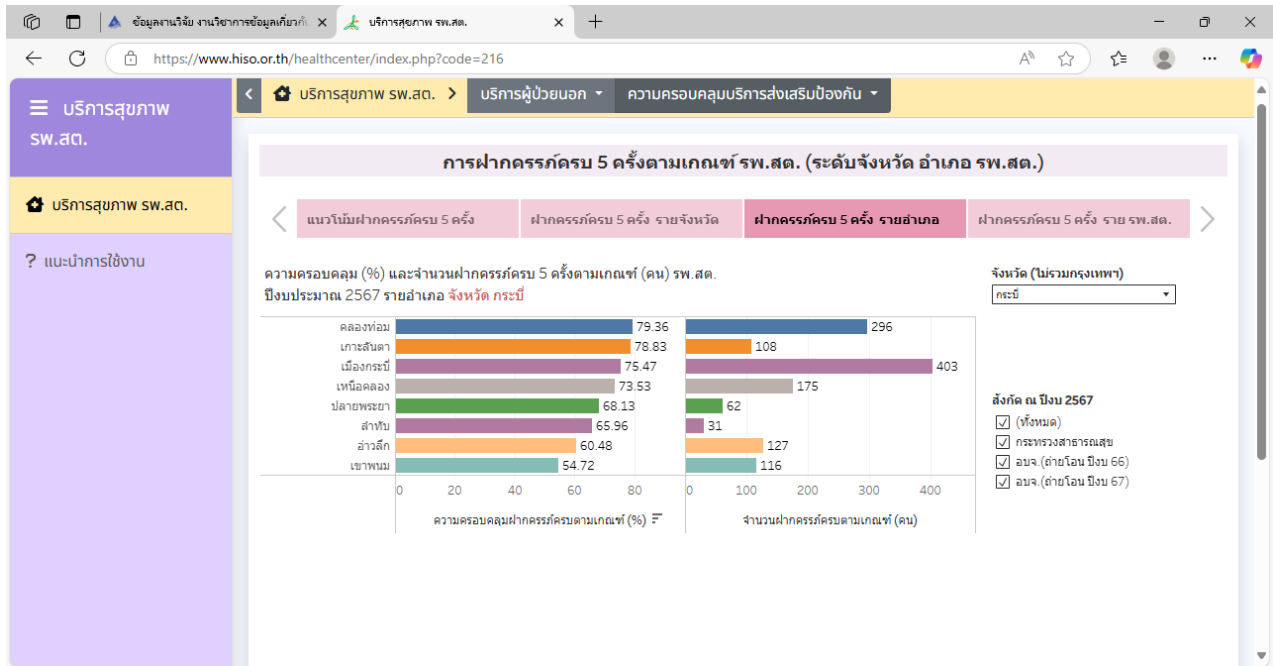 ข้อมูลงานวิจัย งานวิชาการข้อมูลเกี่ยวกับ
บริการสุขภาพ รพ.สต.
https://www.hiso.or.th/healthcenter/index.php?code=216
บริการสุขภาพ
รพ.สต.
บริการสุขภาพ รพ.สต.
แนะนำการใช้งาน
บริการสุขภาพ รพ.สต. บริการผู้ป่วยนอก ความครอบคลุมบริการส่งเสริมป้องกัน
การฝากครรภ์ครบ 5 ครั้งตามเกณฑ์ รพ.สต. (ระดับจังหวัด อำเภอ รพ.สต.)
แนวโน้มฝากครรภ์ครบ 5 ครั้ง ฝากครรภ์ครบ 5 ครั้ง รายจังหวัด ฝากครรภ์ครบ 5 ครั้ง รายอำเภอ ฝากครรภ์ครบ 5 ครั้ง ราย รพ.สต.
ความครอบคลุม (%) และจำนวนฝากครรภ์ครบ 5 ครั้งตามเกณฑ์ (คน) รพ.สต.
ปีงบประมาณ 2567 รายอำเภอ จังหวัด กระบี่
คลองท่อม 79.36 296
เกาะลันตา 78.83 108
เมืองกระบี่ 75.47 403
เหนือคลอง 73.53 175
ปลายพระยา 68.13 62
ลำทับ 65.96 31
อ่าวลึก 60.48 127
เขาพนม 54.72 116
0 20 40 60 80 0 100 200 300 400
ความครอบคลุมฝากครรภ์ครบตามเกณฑ์ (%) จำนวนฝากครรภ์ครบตามเกณฑ์ (คน)
จังหวัด (ไม่รวมกรุงเทพฯ)
กระบี่
สังกัด ณ ปีงบ 2567
(ทั้งหมด)
กระทรวงสาธารณสุข
อบจ.(ถ่ายโอน ปีงบ 66)
อบจ.(ถ่ายโอน ปีงบ 67)